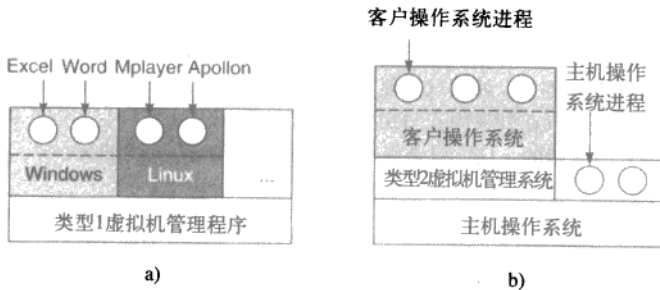 Excel Word Mplayer Apollon
Windows
Linux
...
类型1虚拟机管理程序
a)
客户操作系统进程
主机操作
系统进程
客户操作系统
类型2虚拟机管理系统
主机操作系统
b)